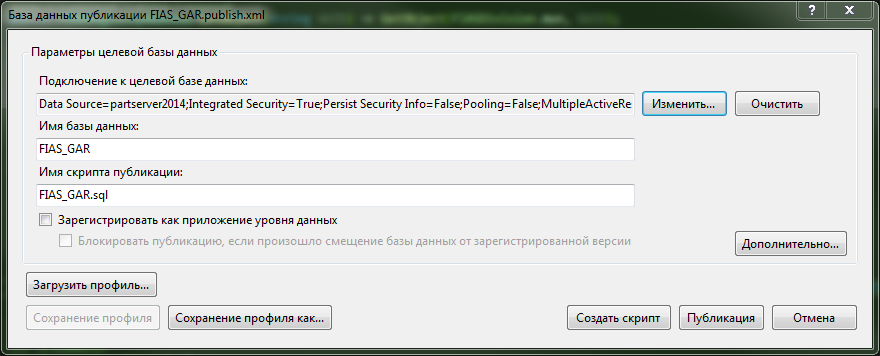 База данных публикации FIAS_GAR.publish.xml
Параметры целевой базы данных
Подключение к целевой базе данных:
Data Source=partserver2014;Integrated Security=True;Persist Security Info=False;Pooling=False;MultipleActiveRe
Изменить...
Очистить
Имя базы данных:
FIAS_GAR
Имя скрипта публикации:
FIAS_GAR.sql
Зарегистрировать как приложение уровня данных
Блокировать публикацию, если произошло смещение базы данных от зарегистрированной версии
Дополнительно...
Загрузить профиль...
Сохранение профиля
Сохранение профиля как...
Создать скрипт
Публикация
Отмена